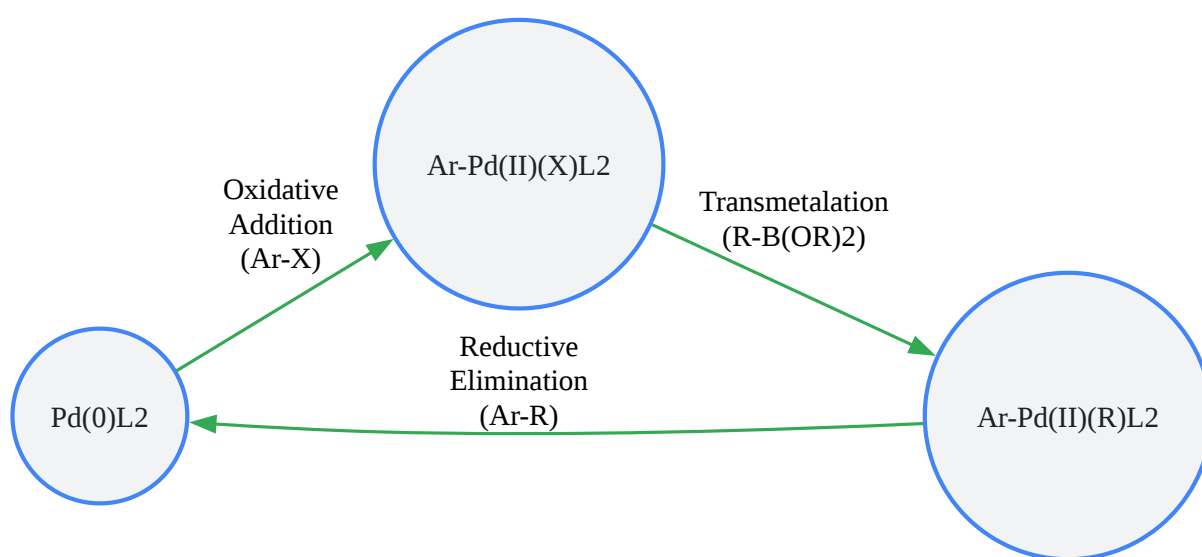 Ar-Pd(II)(X)L2
Oxidative
Addition
(Ar-X)
Transmetalation
(R-B(OR)2)
Reductive
Elimination
(Ar-R)
Pd(0)L2
Ar-Pd(II)(R)L2